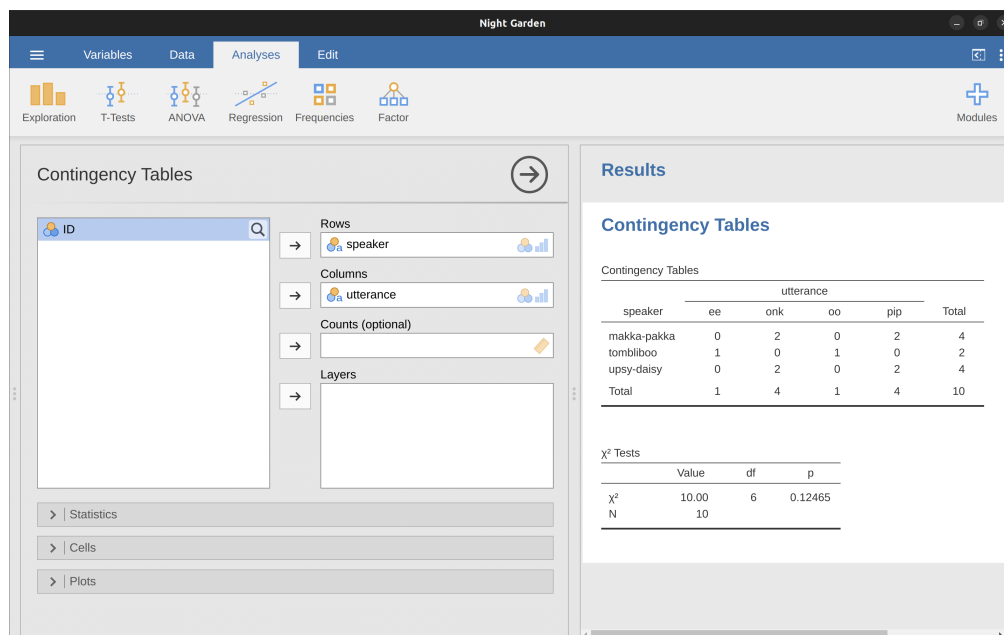 Night Garden
Variables Data Analyses Edit
Exploration T-Tests ANOVA Regression Frequencies Factor Modules
Contingency Tables
ID
Rows
a speaker
Columns
a utterance
Counts (optional)
Layers
Statistics
Cells
Plots
Results
Contingency Tables
Contingency Tables
utterance
speaker ee onk oo pip Total
makka-pakka 0 2 0 2 4
tombliboo 1 0 1 0 2
upsy-daisy 0 2 0 2 4
Total 1 4 1 4 10
χ² Tests
Value df p
χ² 10.00 6 0.12465
N 10